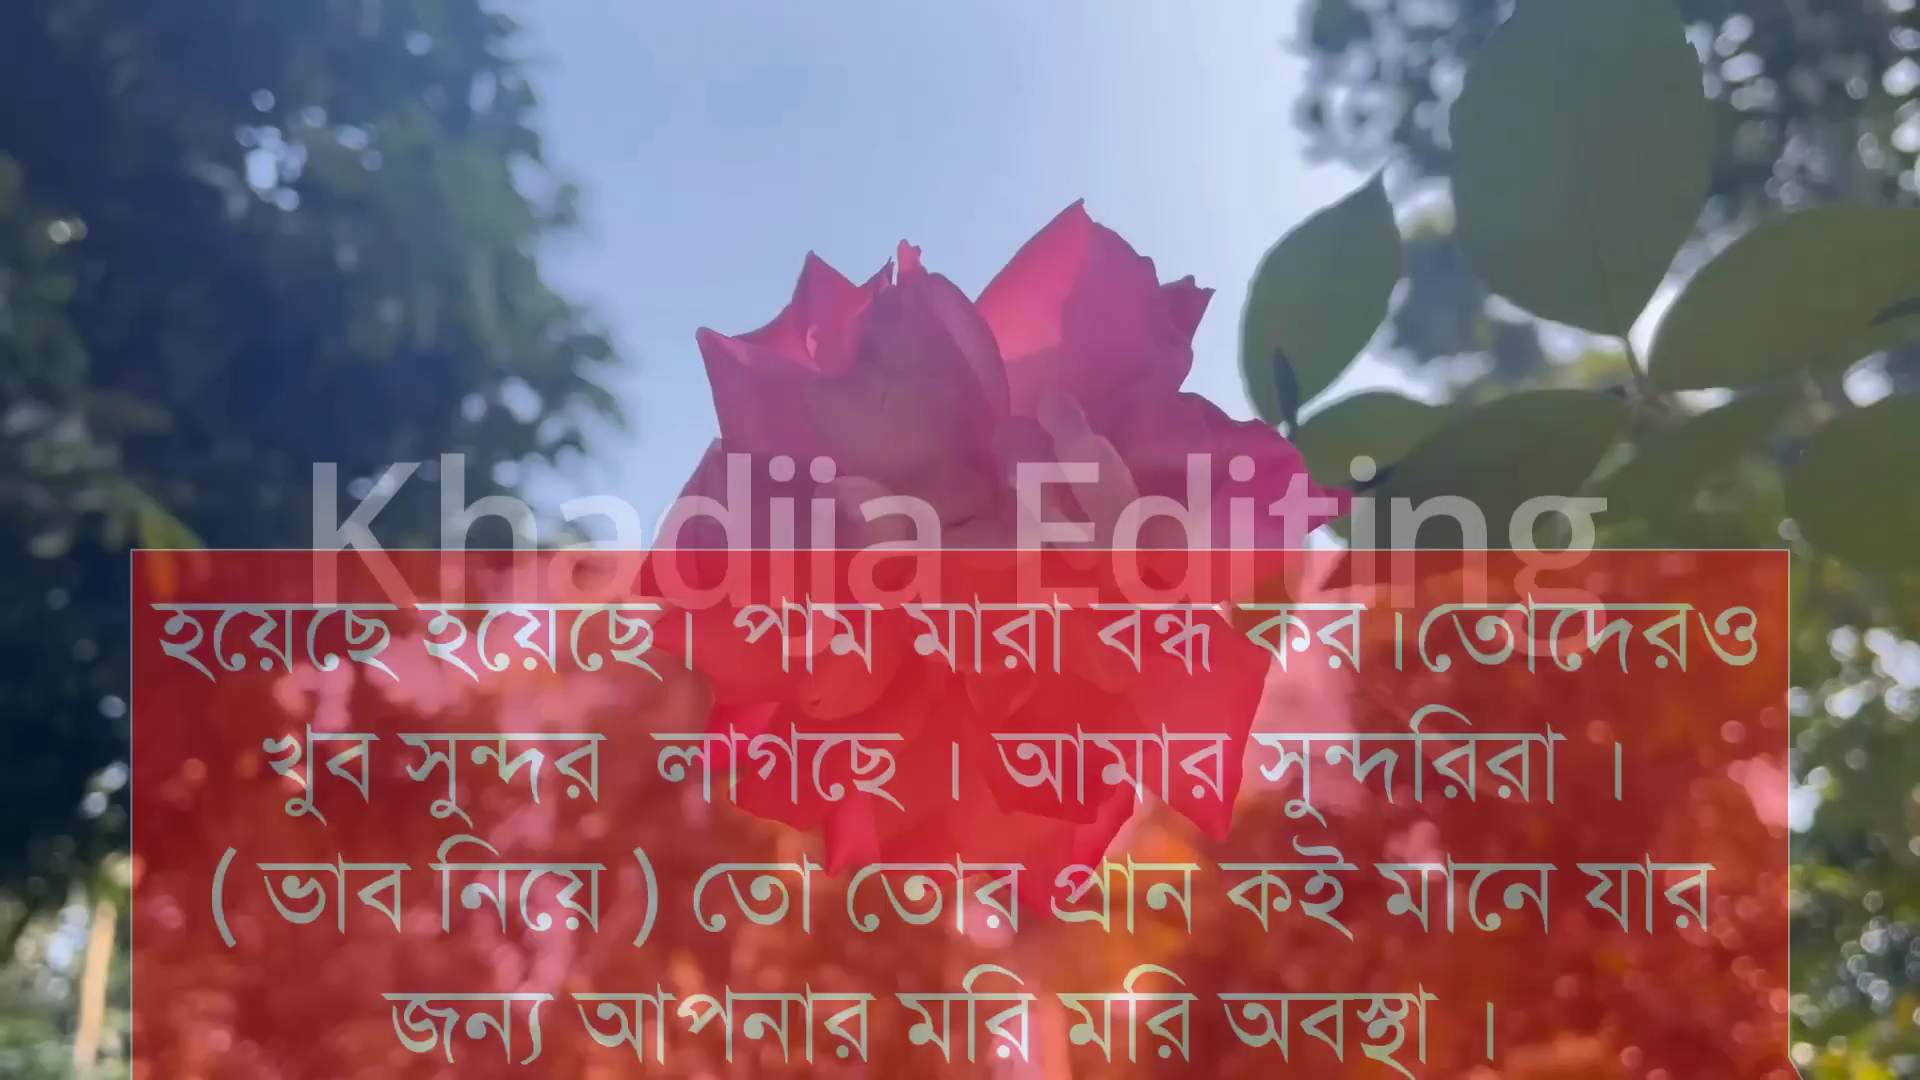 Khadija Editing
হয়েছে হয়েছে। পাম মারা বন্ধ কর ।তোদেরও
খুব সুন্দর লাগছে । আমার সুন্দরিরা ।
( ভাব নিয়ে ) তো তোর প্রান কই মানে যার
জন্য আপনার মরি মরি অবস্থা ।